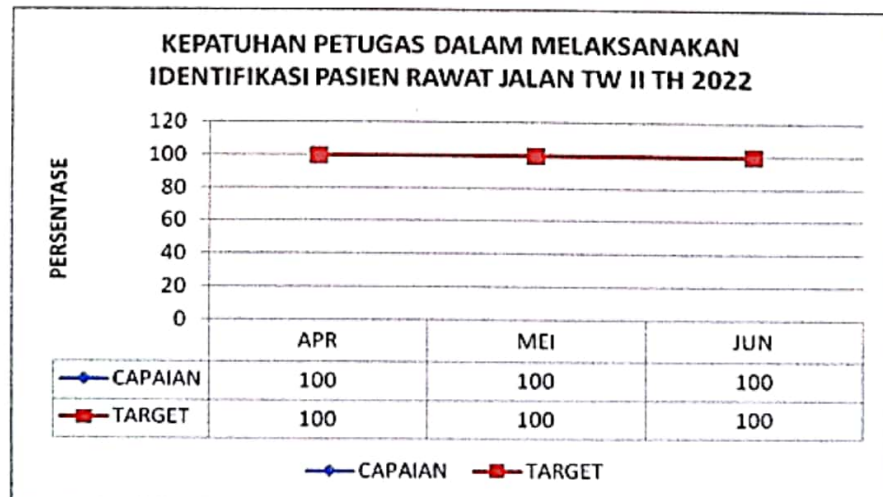 KEPATUHAN PETUGAS DALAM MELAKSANAKAN
IDENTIFIKASI PASIEN RAWAT JALAN TW II TH 2022
PERSENTASE
120
100
80
60
40
20
0
APR MEI JUN
CAPAIAN 100 100 100
TARGET 100 100 100
CAPAIAN TARGET